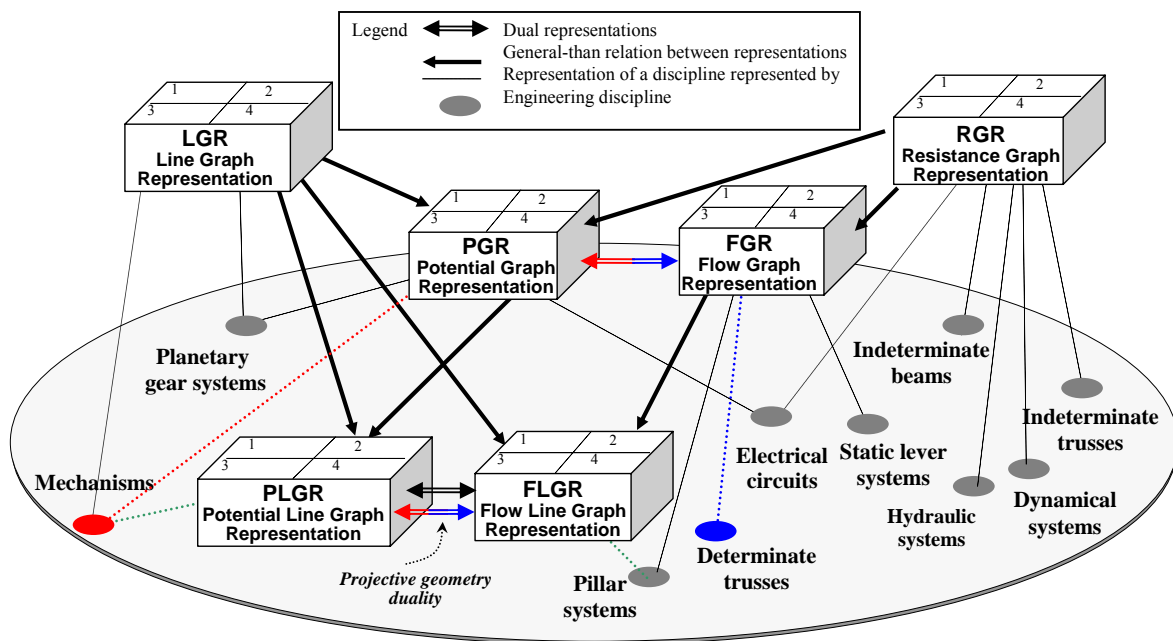 Legend
Dual representations
General-than relation between representations
Representation of a discipline represented by
Engineering discipline
1
2
3
4
LGR
Line Graph
Representation
1
2
3
4
RGR
Resistance Graph
Representation
1
2
3
4
PGR
Potential Graph
Representation
1
2
3
4
FGR
Flow Graph
Representation
Planetary
gear systems
Indeterminate
beams
Indeterminate
trusses
Electrical
circuits
Static lever
systems
Mechanisms
1
2
3
4
PLGR
Potential Line Graph
Representation
1
2
3
4
FLGR
Flow Line Graph
Representation
Hydraulic
systems
Dynamical
systems
Determinate
trusses
Projective geometry
duality
Pillar
systems